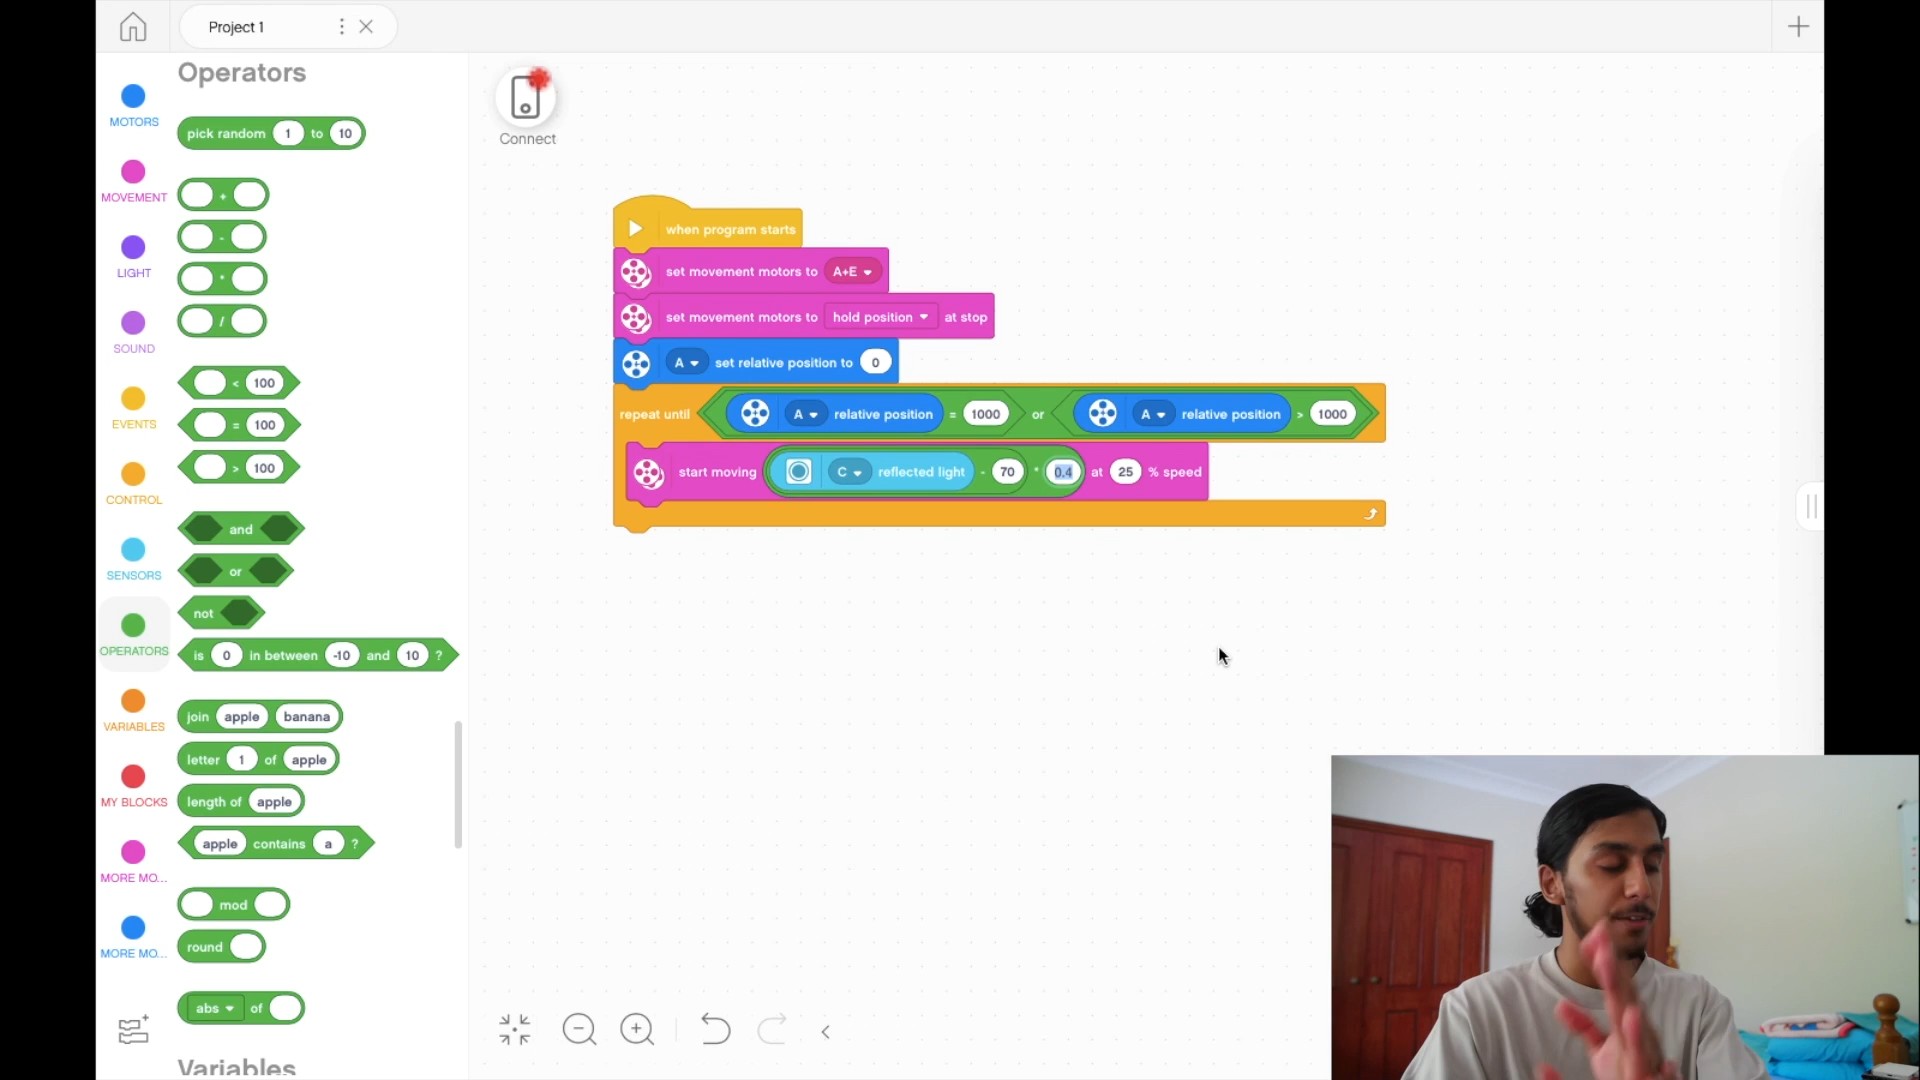 Project 1
Operators
MOTORS
MOVEMENT
LIGHT
SOUND
EVENTS
CONTROL
SENSORS
OPERATORS
VARIABLES
MY BLOCKS
MORE MO...
MORE MO...
pick random 1 to 10
+
-
*
/
< 100
= 100
> 100
and
or
not
is 0 in between -10 and 10 ?
join apple banana
letter 1 of apple
length of apple
apple contains a ?
mod
round
abs of
Variables
Connect
when program starts
set movement motors to A+E
set movement motors to hold position at stop
A set relative position to 0
repeat until A relative position = 1000 or A relative position > 1000
start moving C reflected light - 70 * 0.4 at 25 % speed